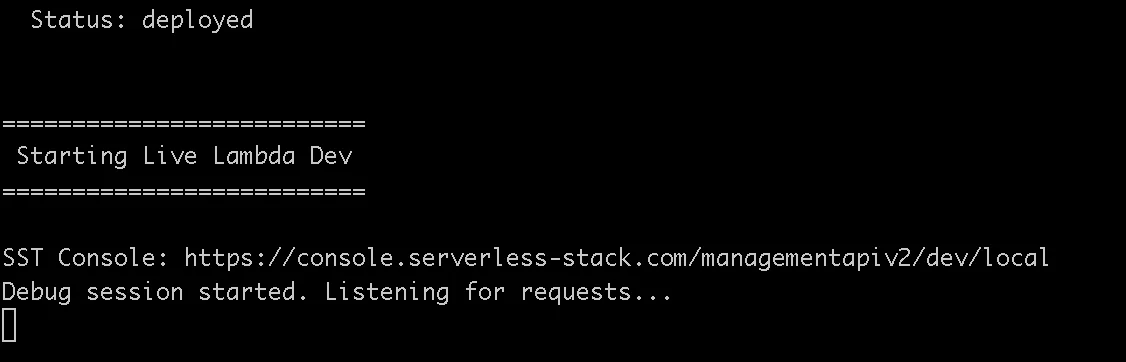 Status: deployed
==========================
Starting Live Lambda Dev
==========================
SST Console: https://console.serverless-stack.com/managementapiv2/dev/local
Debug session started. Listening for requests...